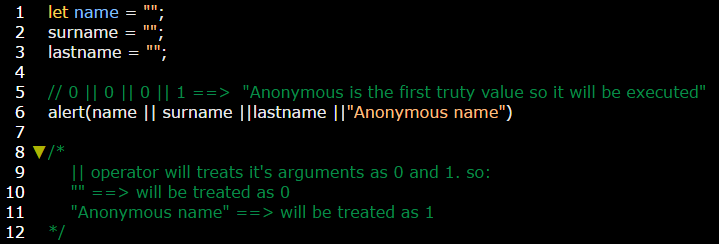 1 let name = "";
2 surname = "";
3 lastname = "";
4
5 // 0 || 0 || 0 || 1 ==> "Anonymous is the first truty value so it will be executed"
6 alert(name || surname ||lastname ||"Anonymous name")
7
8 /*
9 || operator will treats it's arguments as 0 and 1. so:
10 "" ==> will be treated as 0
11 "Anonymous name" ==> will be treated as 1
12 */